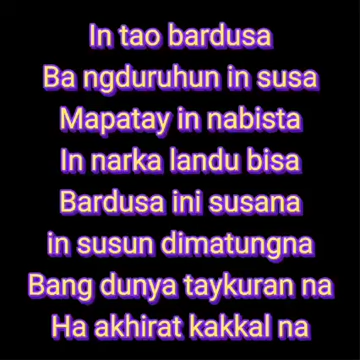 In tao bardusa
Ba ngduruhun in susa
Mapatay in nabista
In narka landu bisa
Bardusa ini susana
in susun dimatungna
Bang dunya taykuran na
Ha akhirat kakkal na